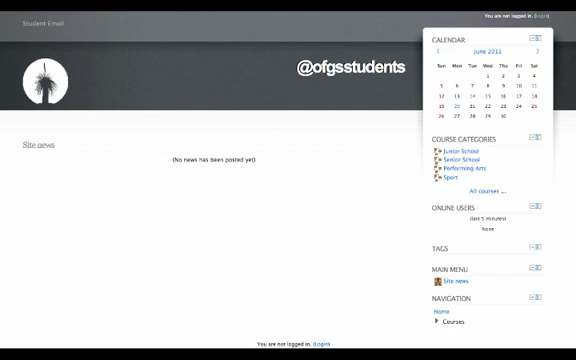 Student Email
You are not logged in. (Login)
@ofgsstudents
CALENDAR
June 2011
Sun Mon Tue Wed Thu Fri Sat
1 2 3 4
5 6 7 8 9 10 11
12 13 14 15 16 17 18
19 20 21 22 23 24 25
26 27 28 29 30
COURSE CATEGORIES
Junior School
Senior School
Performing Arts
Sport
All courses ...
Site news
(No news has been posted yet)
ONLINE USERS
(last 5 minutes)
None
TAGS
MAIN MENU
Site news
NAVIGATION
Home
Courses
You are not logged in. (Login)